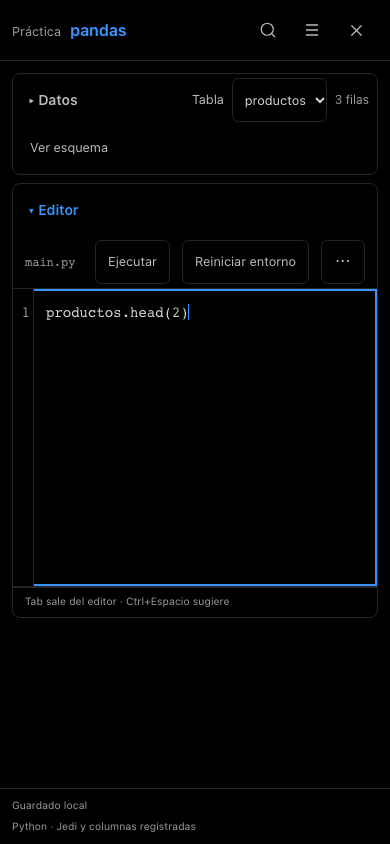 Práctica pandas
▸ Datos Tabla productos 3 filas
Ver esquema
▾ Editor
main.py Ejecutar Reiniciar entorno ···
1 productos.head(2)
Tab sale del editor · Ctrl+Espacio sugiere
Guardado local
Python · Jedi y columnas registradas